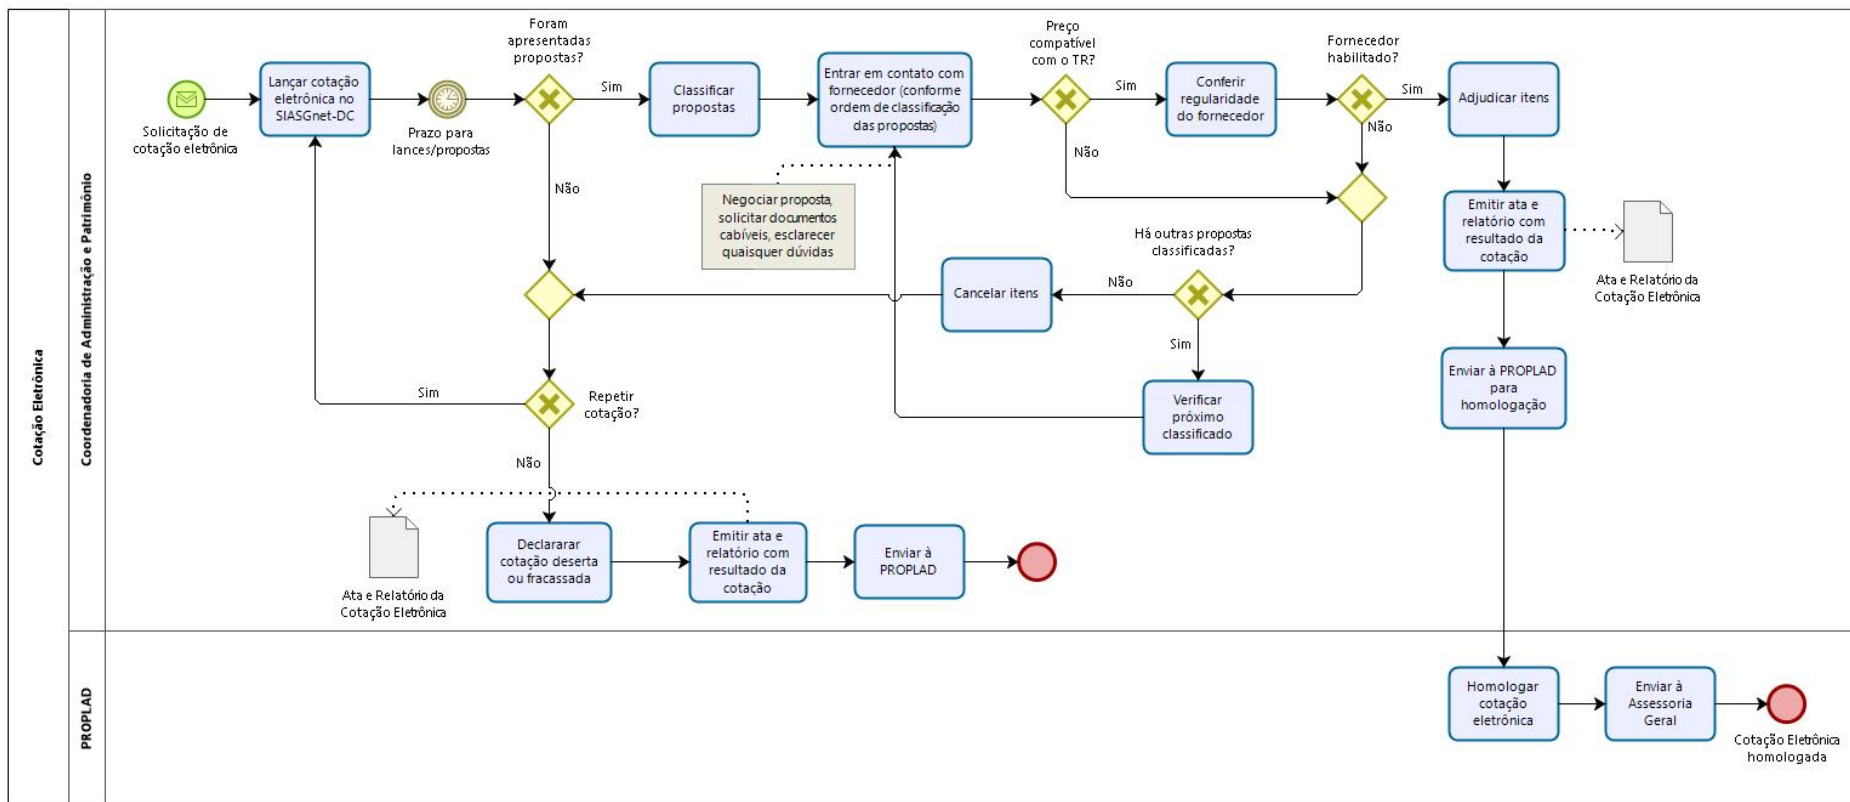 Cotação Eletrônica
Coordenadoria de Administração e Patrimônio
Solicitação de
cotação eletrônica
Lançar cotação
eletrônica no
SIASGnet-DC
Prazo para
lances/propostas
Foram
apresentadas
propostas?
Sim
Não
Classificar
propostas
Entrar em contato com
fornecedor (conforme
ordem de classificação
das propostas)
Negociar proposta,
solicitar documentos
cabíveis, esclarecer
quaisquer dúvidas
Preço
compatível
com o TR?
Sim
Não
Conferir
regularidade
do fornecedor
Fornecedor
habilitado?
Sim
Não
Adjudicar itens
Emitir ata e
relatório com
resultado da
cotação
Ata e Relatório da
Cotação Eletrônica
Enviar à PROPLAD
para
homologação
Há outras propostas
classificadas?
Não
Sim
Cancelar itens
Verificar
próximo
classificado
Repetir
cotação?
Sim
Não
Declararar
cotação deserta
ou fracassada
Emitir ata e
relatório com
resultado da
cotação
Ata e Relatório da
Cotação Eletrônica
Enviar à
PROPLAD
PROPLAD
Homologar
cotação
eletrônica
Enviar à
Assessoria
Geral
Cotação Eletrônica
homologada